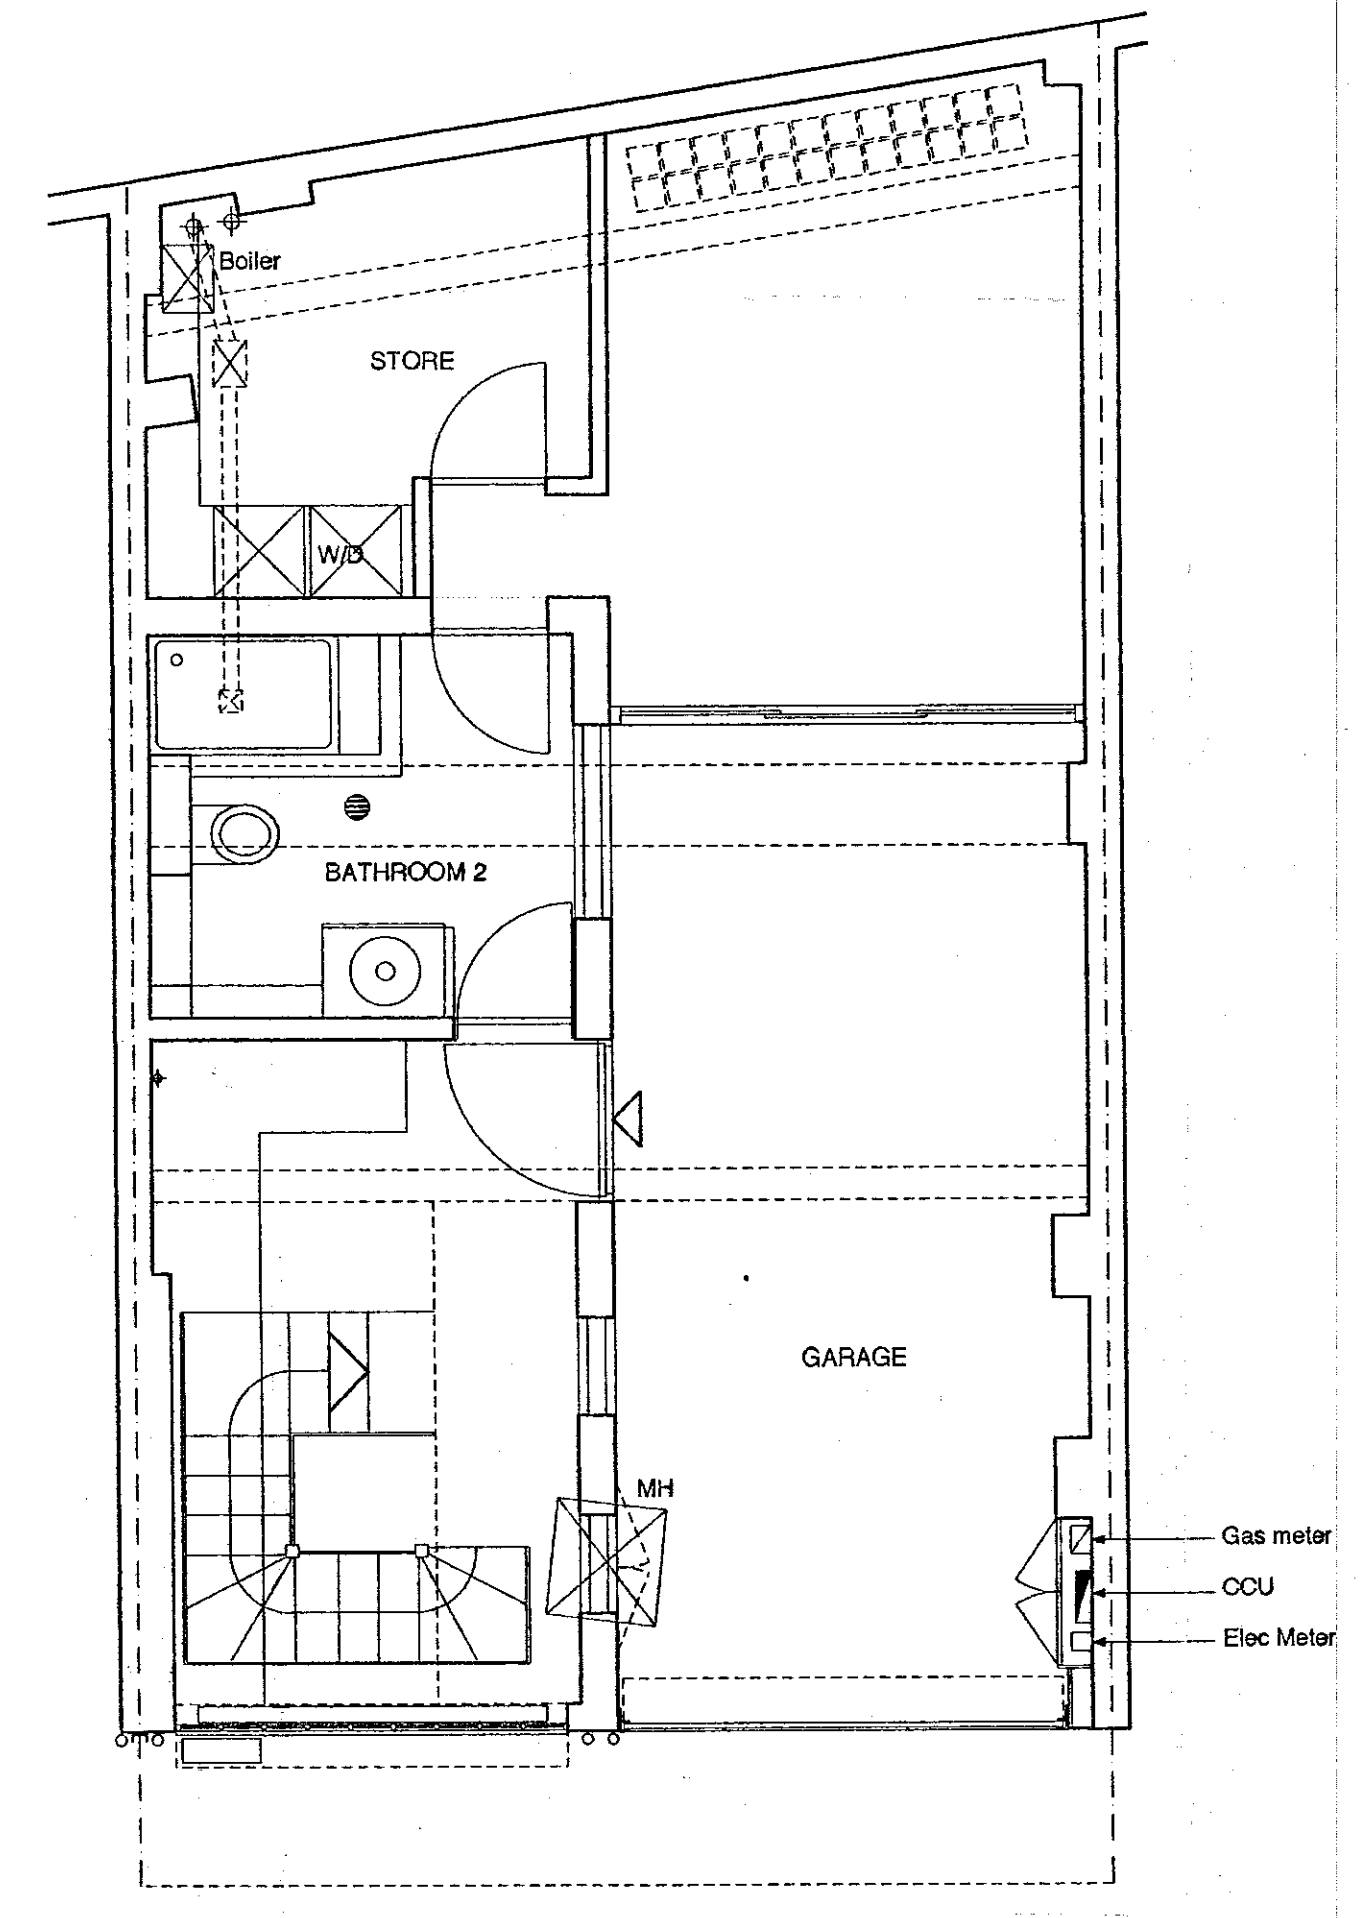 Boiler
STORE
W/D
BATHROOM 2
GARAGE
MH
Gas meter
CCU
Elec Meter